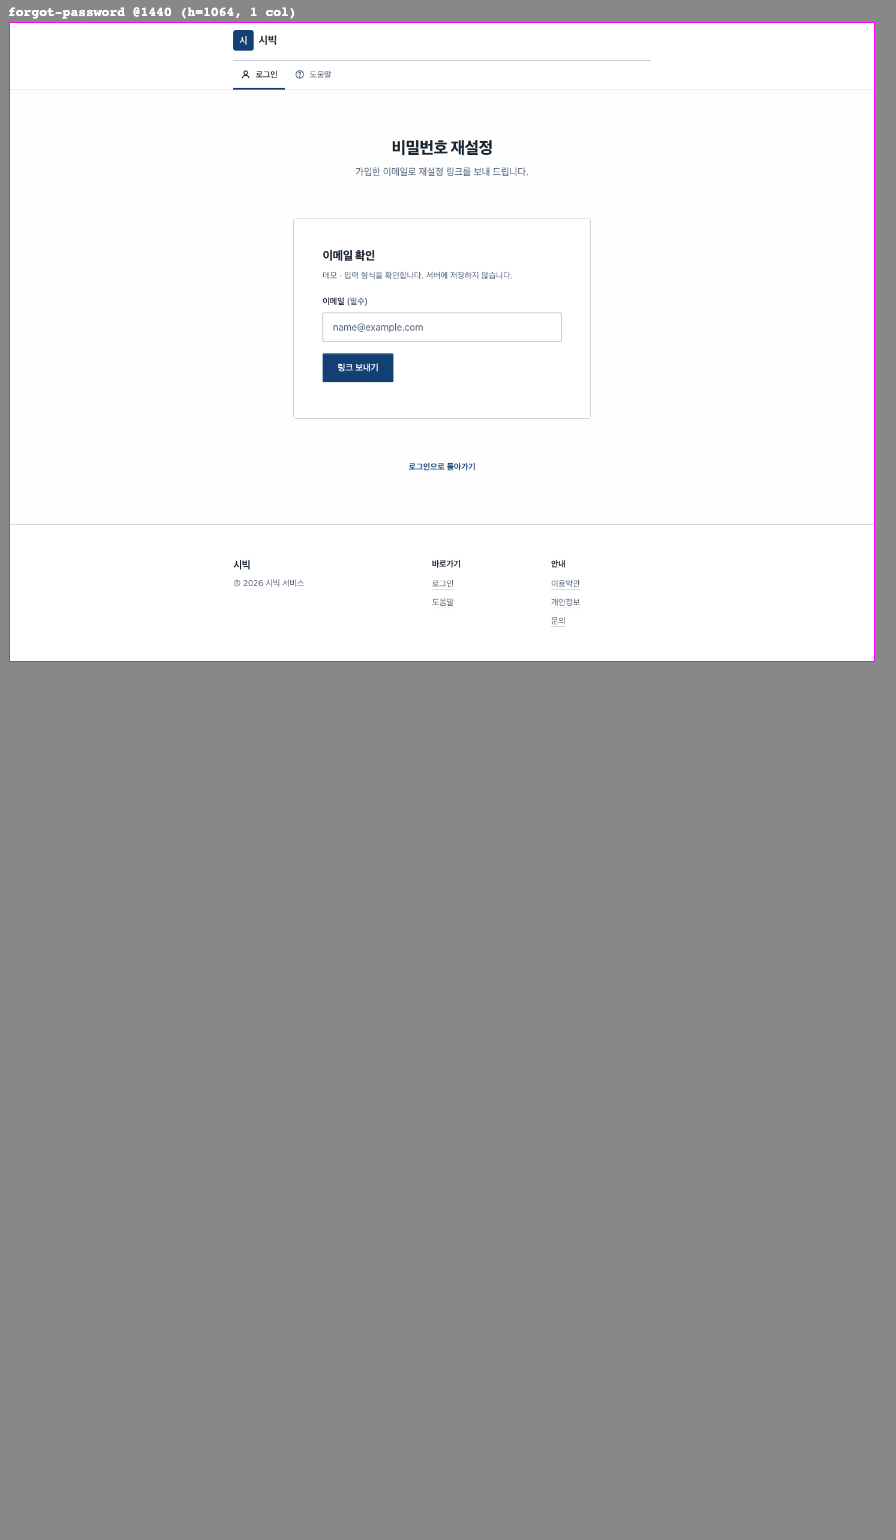 forgot-password @1440 (h=1064, 1 col)
시 시빅
로그인 도움말
비밀번호 재설정
가입한 이메일로 재설정 링크를 보내 드립니다.
이메일 확인
데모 · 입력 형식을 확인합니다. 서버에 저장하지 않습니다.
이메일 (필수)
name@example.com
링크 보내기
로그인으로 돌아가기
시빅
© 2026 시빅 서비스
바로가기
로그인
도움말
안내
이용약관
개인정보
문의